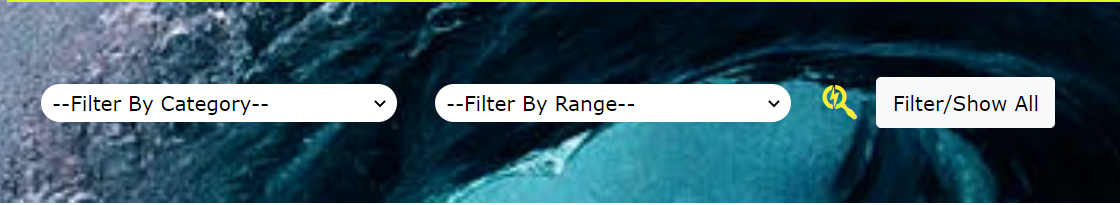 --Filter By Category--
--Filter By Range--
Filter/Show All